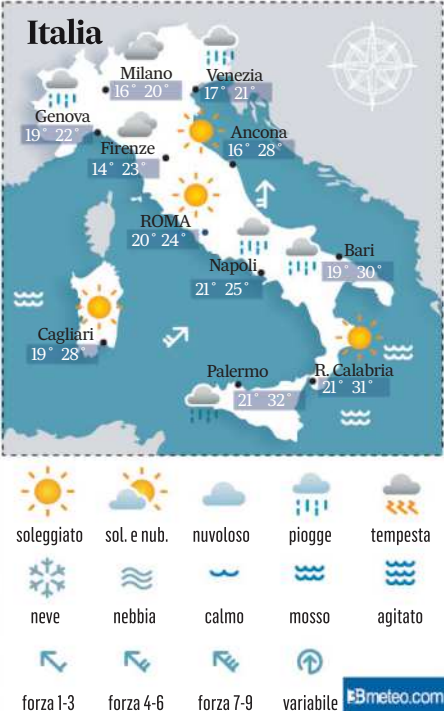 Italia
Milano
16° 20°
Venezia
17° 21°
Genova
19° 22°
Firenze
14° 23°
Ancona
16° 28°
ROMA
20° 24°
Napoli
21° 25°
Bari
19° 30°
Cagliari
19° 28°
Palermo
21° 32°
R. Calabria
21° 31°
soleggiato sol. e nub. nuvoloso piogge tempesta
neve nebbia calmo mosso agitato
forza 1-3 forza 4-6 forza 7-9 variabile
3Bmeteo.com